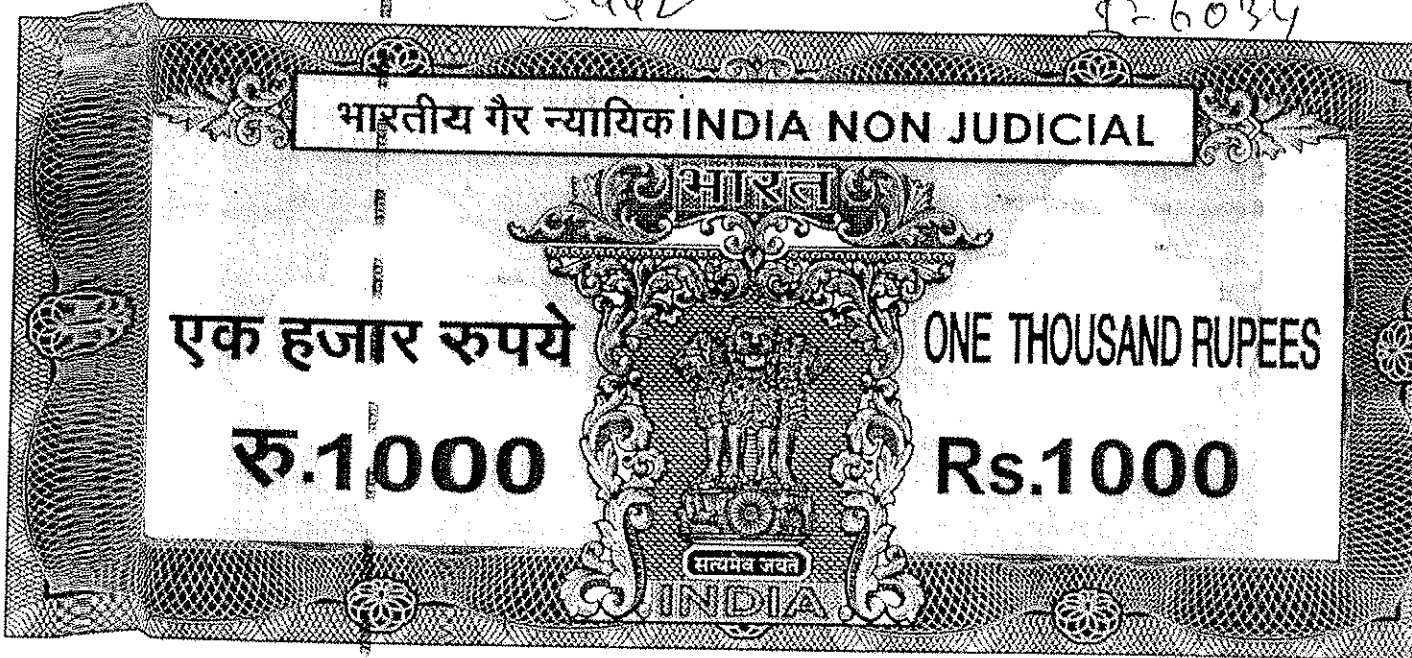 भारतीय गैर न्यायिक INDIA NON JUDICIAL
भारत
एक हजार रुपये
ONE THOUSAND RUPEES
रु.1000
Rs.1000
सत्यमेव जयते
INDIA